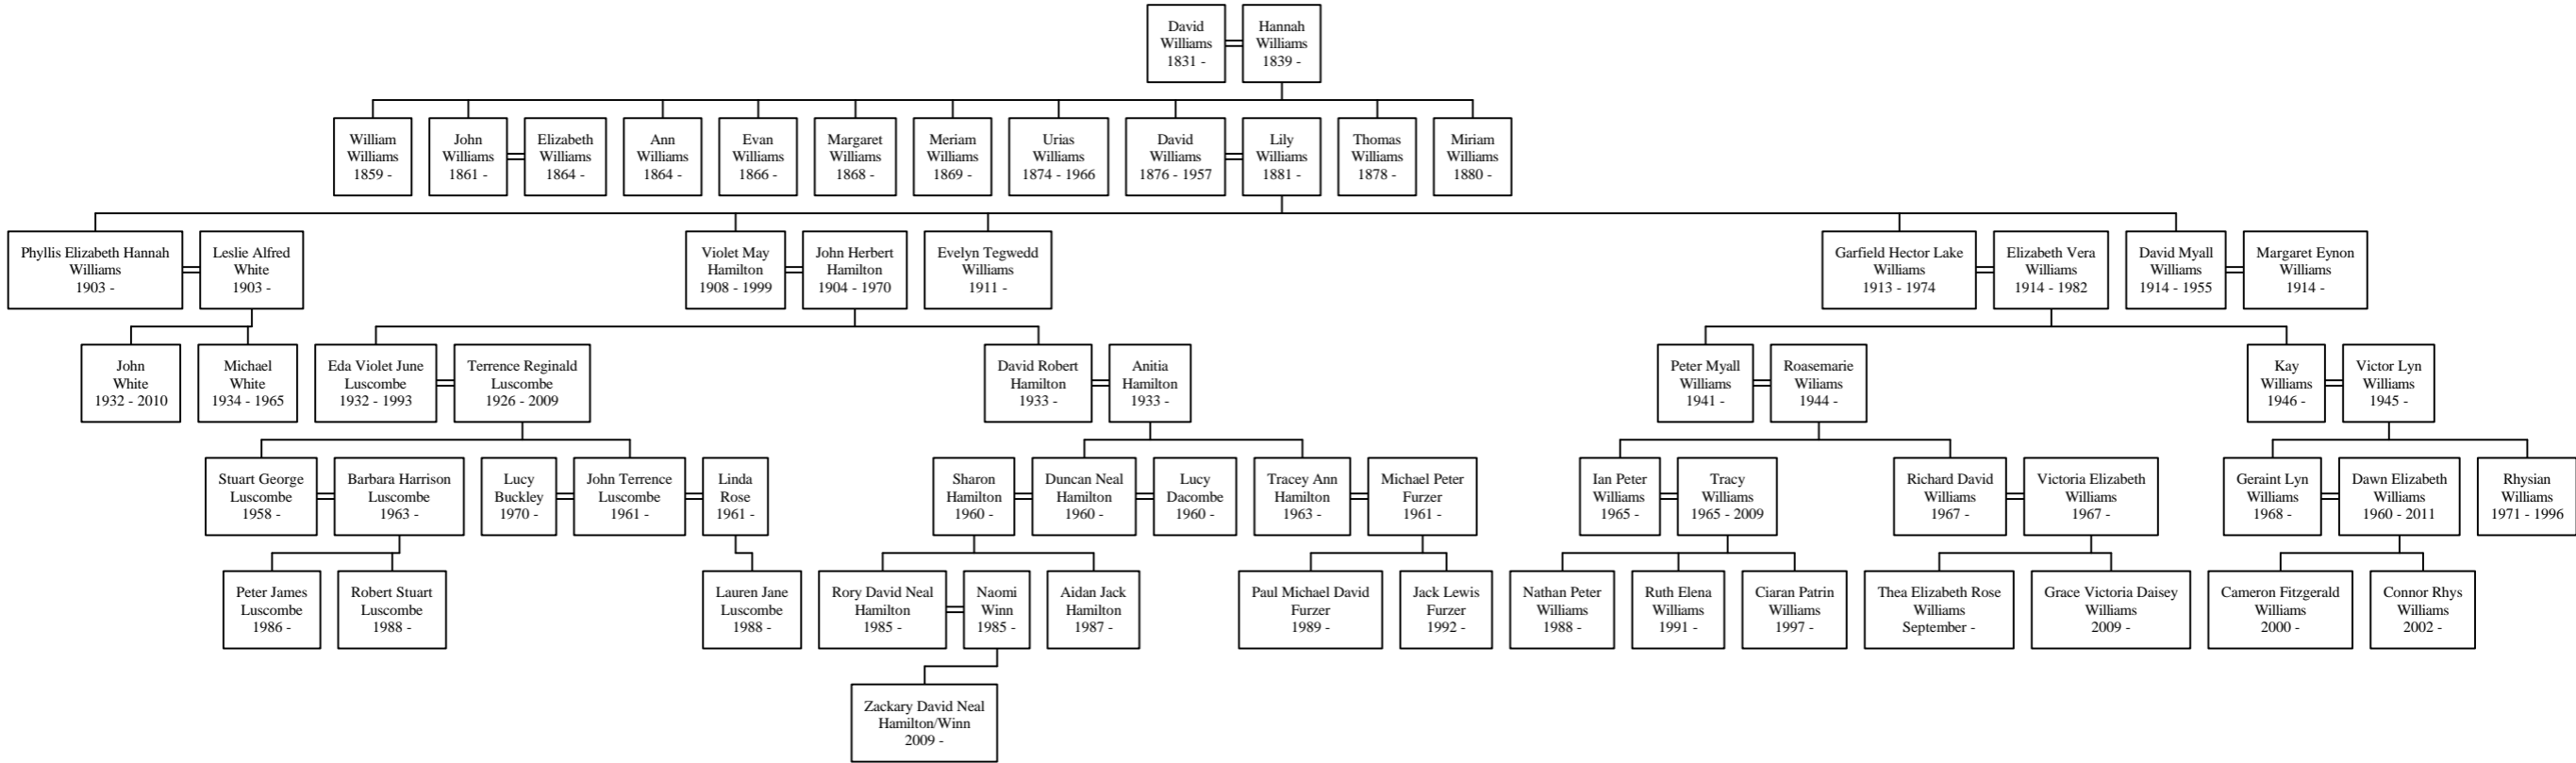 David
Williams
1831 -
Hannah
Williams
1839 -
William
Williams
1859 -
John
Williams
1861 -
Elizabeth
Williams
1864 -
Ann
Williams
1864 -
Evan
Williams
1866 -
Margaret
Williams
1868 -
Meriam
Williams
1869 -
Urias
Williams
1874 - 1966
David
Williams
1876 - 1957
Lily
Williams
1881 -
Thomas
Williams
1878 -
Miriam
Williams
1880 -
Phyllis Elizabeth Hannah
Williams
1903 -
Leslie Alfred
White
1903 -
Violet May
Hamilton
1908 - 1999
John Herbert
Hamilton
1904 - 1970
Evelyn Tegwedd
Williams
1911 -
Garfield Hector Lake
Williams
1913 - 1974
Elizabeth Vera
Williams
1914 - 1982
David Myall
Williams
1914 - 1955
Margaret Eynon
Williams
1914 -
John
White
1932 - 2010
Michael
White
1934 - 1965
Eda Violet June
Luscombe
1932 - 1993
Terrence Reginald
Luscombe
1926 - 2009
David Robert
Hamilton
1933 -
Anitia
Hamilton
1933 -
Peter Myall
Williams
1941 -
Roasemarie
Wiliams
1944 -
Kay
Williams
1946 -
Victor Lyn
Williams
1945 -
Stuart George
Luscombe
1958 -
Barbara Harrison
Luscombe
1963 -
Lucy
Buckley
1970 -
John Terrence
Luscombe
1961 -
Linda
Rose
1961 -
Sharon
Hamilton
1960 -
Duncan Neal
Hamilton
1960 -
Lucy
Dacombe
1960 -
Tracey Ann
Hamilton
1963 -
Michael Peter
Furzer
1961 -
Ian Peter
Williams
1965 -
Tracy
Williams
1965 - 2009
Richard David
Williams
1967 -
Victoria Elizabeth
Williams
1967 -
Geraint Lyn
Williams
1968 -
Dawn Elizabeth
Williams
1960 - 2011
Rhysian
Williams
1971 - 1996
Peter James
Luscombe
1986 -
Robert Stuart
Luscombe
1988 -
Lauren Jane
Luscombe
1988 -
Rory David Neal
Hamilton
1985 -
Naomi
Winn
1985 -
Aidan Jack
Hamilton
1987 -
Paul Michael David
Furzer
1989 -
Jack Lewis
Furzer
1992 -
Nathan Peter
Williams
1988 -
Ruth Elena
Williams
1991 -
Ciaran Patrin
Williams
1997 -
Thea Elizabeth Rose
Williams
September -
Grace Victoria Daisey
Williams
2009 -
Cameron Fitzgerald
Williams
2000 -
Connor Rhys
Williams
2002 -
Zackary David Neal
Hamilton/Winn
2009 -